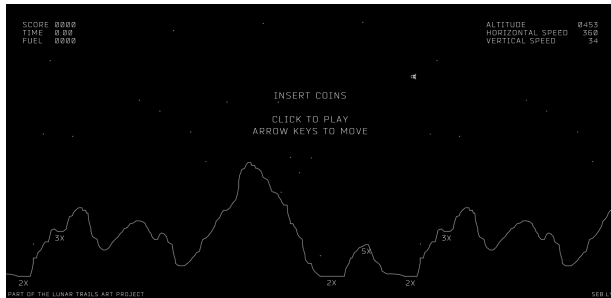 SCORE 0000
TIME 0:00
FUEL 0000
ALTITUDE 0453
HORIZONTAL SPEED 360
VERTICAL SPEED 34
INSERT COINS
CLICK TO PLAY
ARROW KEYS TO MOVE
3X
3X
5X
2X
2X
2X
PART OF THE LUNAR TRAILS ART PROJECT